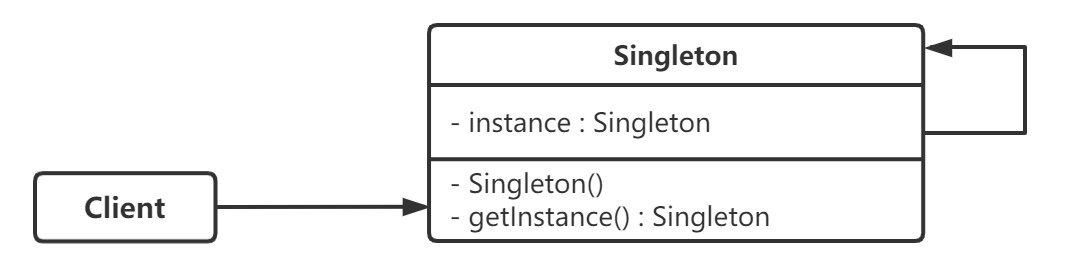 Singleton
- instance : Singleton
- Singleton()
- getInstance() : Singleton
Client